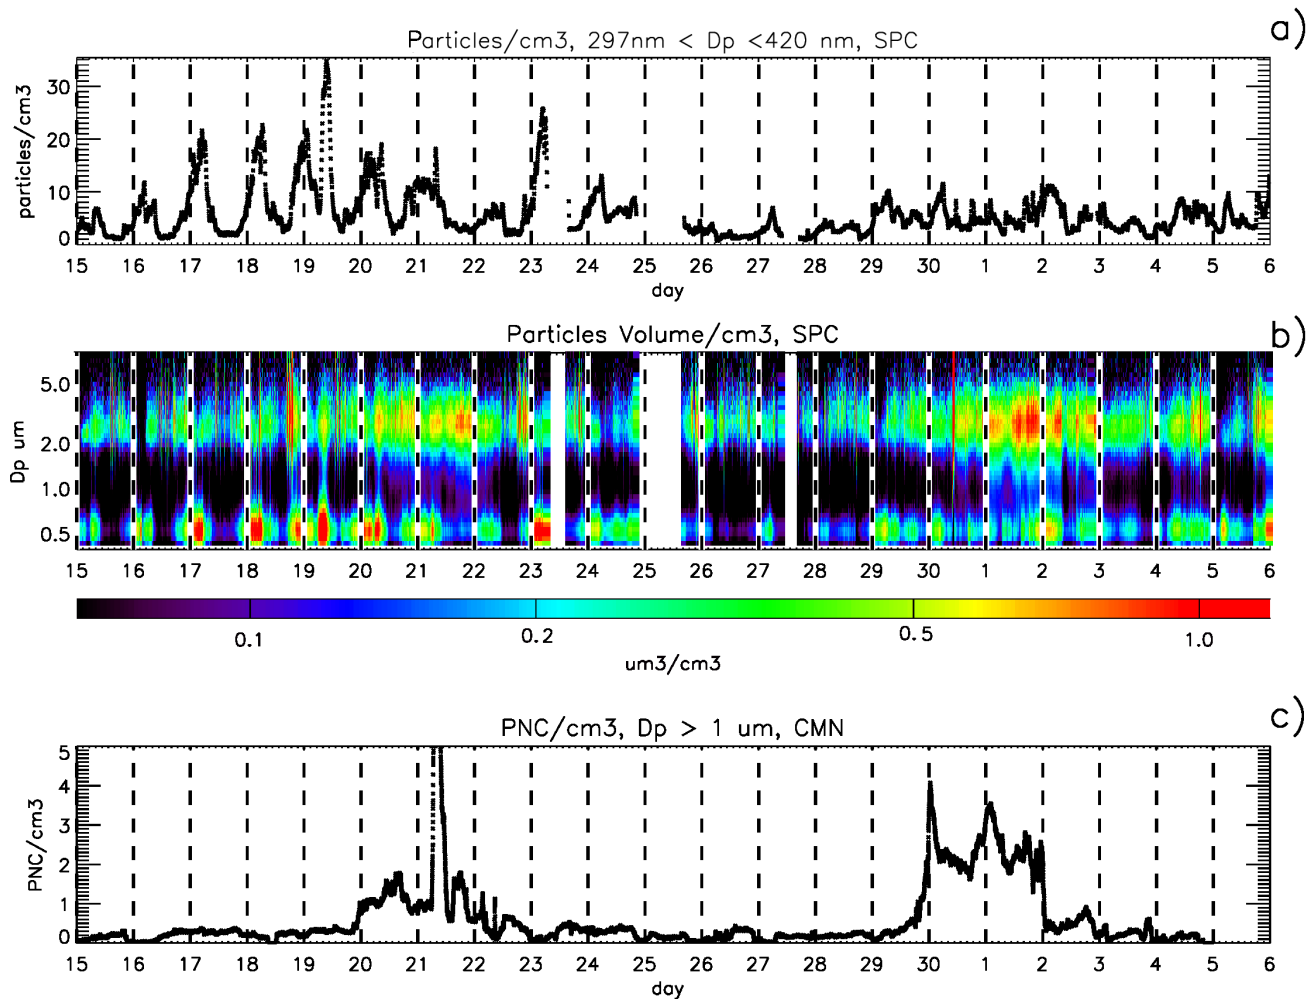 a)
Particles/cm3, 297nm < Dp <420 nm, SPC
particles/cm3
30
20
10
0
15 16 17 18 19 20 21 22 23 24 25 26 27 28 29 30 1 2 3 4 5 6
day
b)
Particles Volume/cm3, SPC
Dp um
5.0
2.0
1.0
0.5
15 16 17 18 19 20 21 22 23 24 25 26 27 28 29 30 1 2 3 4 5 6
0.1 0.2 0.5 1.0
um3/cm3
c)
PNC/cm3, Dp > 1 um, CMN
PNC/cm3
5
4
3
2
1
0
15 16 17 18 19 20 21 22 23 24 25 26 27 28 29 30 1 2 3 4 5 6
day